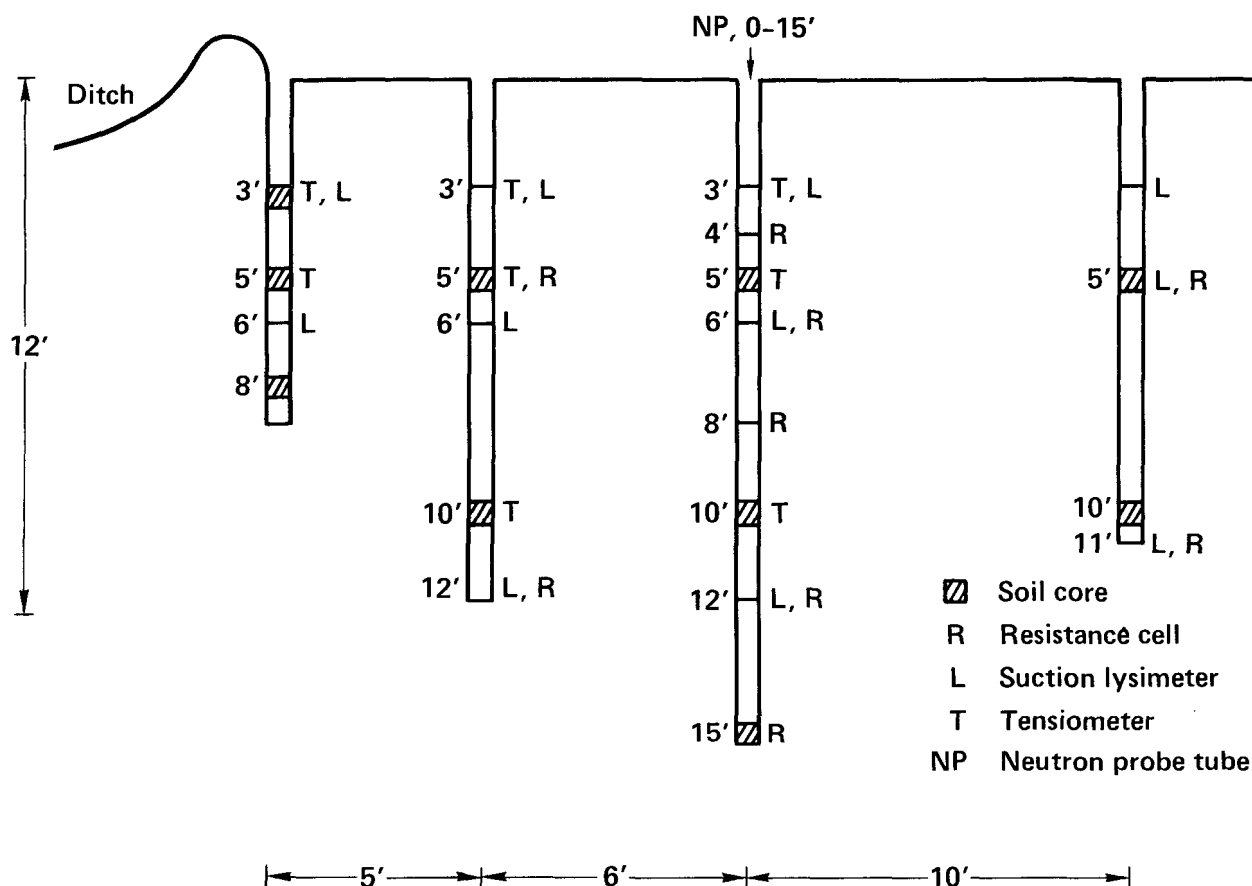 NP, 0-15'
Ditch
3' T, L 3' T, L 3' T, L L
4' R
5' T 5' T, R 5' T 5' L, R
6' L 6' L 6' L, R
12'
8' 8' R
10' T 10' T 10'
11' L, R
12' L, R 12' L, R
15' R
Soil core
R Resistance cell
L Suction lysimeter
T Tensiometer
NP Neutron probe tube
5' 6' 10'